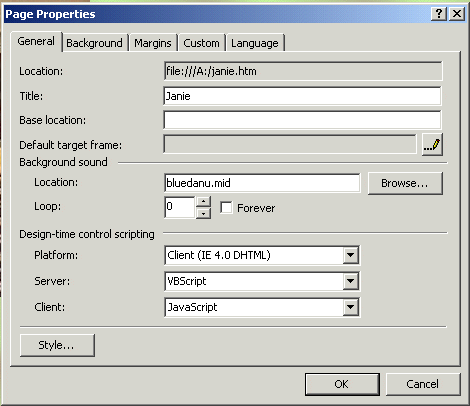 Page Properties
General Background Margins Custom Language
Location: file:///A:/janie.htm
Title: Janie
Base location:
Default target frame:
Background sound
Location: bluedanu.mid Browse...
Loop: 0 Forever
Design-time control scripting
Platform: Client (IE 4.0 DHTML)
Server: VBScript
Client: JavaScript
Style...
OK Cancel